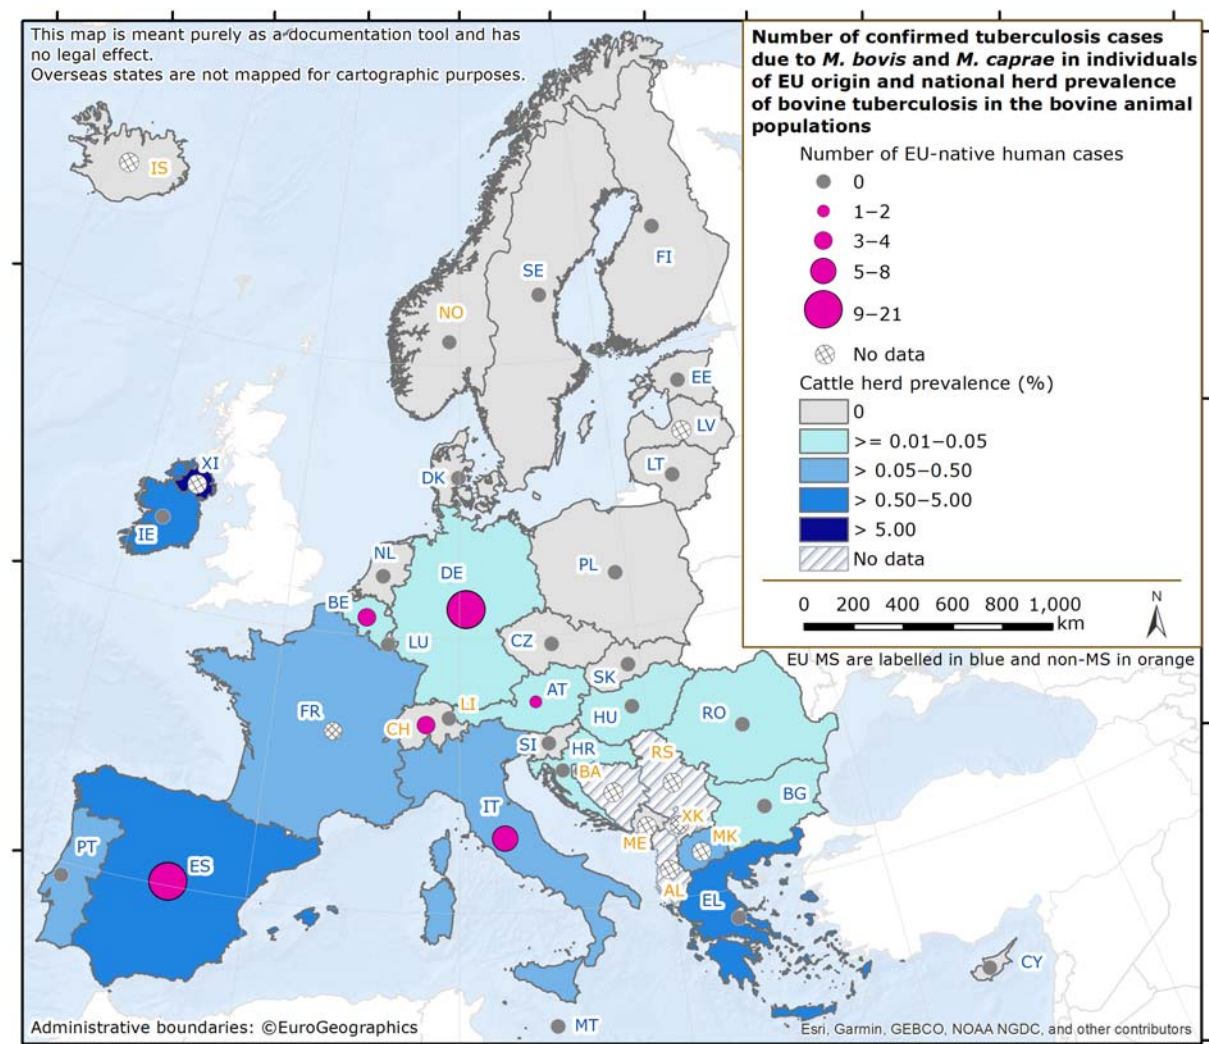 This map is meant purely as a documentation tool and has
no legal effect.
Overseas states are not mapped for cartographic purposes.
Number of confirmed tuberculosis cases
due to M. bovis and M. caprae in individuals
of EU origin and national herd prevalence
of bovine tuberculosis in the bovine animal
populations
Number of EU-native human cases
0
1−2
3−4
5−8
9−21
No data
Cattle herd prevalence (%)
0
>= 0.01−0.05
> 0.05−0.50
> 0.50−5.00
> 5.00
No data
0 200 400 600 800 1,000
km
N
EU MS are labelled in blue and non-MS in orange
IS
FI
SE
NO
EE
LV
LT
XI
DK
IE
NL
DE
PL
BE
LU
CZ
SK
AT
LI
FR
CH
HU
RO
SI
HR
RS
BA
BG
IT
XK
ME
MK
PT
ES
AL
EL
CY
MT
Administrative boundaries: ©EuroGeographics
Esri, Garmin, GEBCO, NOAA NGDC, and other contributors